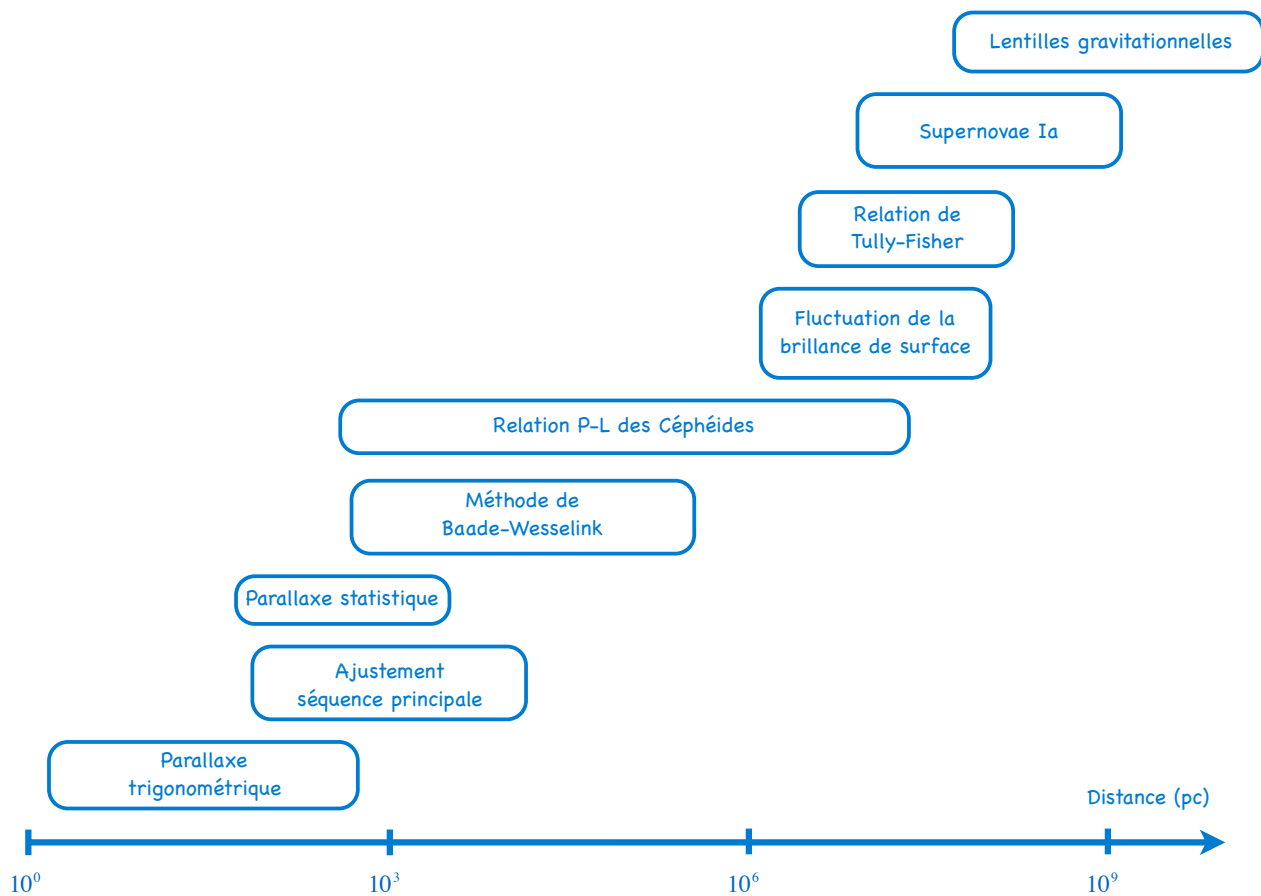 Lentilles gravitationnelles
Supernovae Ia
Relation de
Tully-Fisher
Fluctuation de la
brillance de surface
Relation P-L des Céphéides
Méthode de
Baade-Wesselink
Parallaxe statistique
Ajustement
séquence principale
Parallaxe
trigonométrique
Distance (pc)
10⁰ 10³ 10⁶ 10⁹